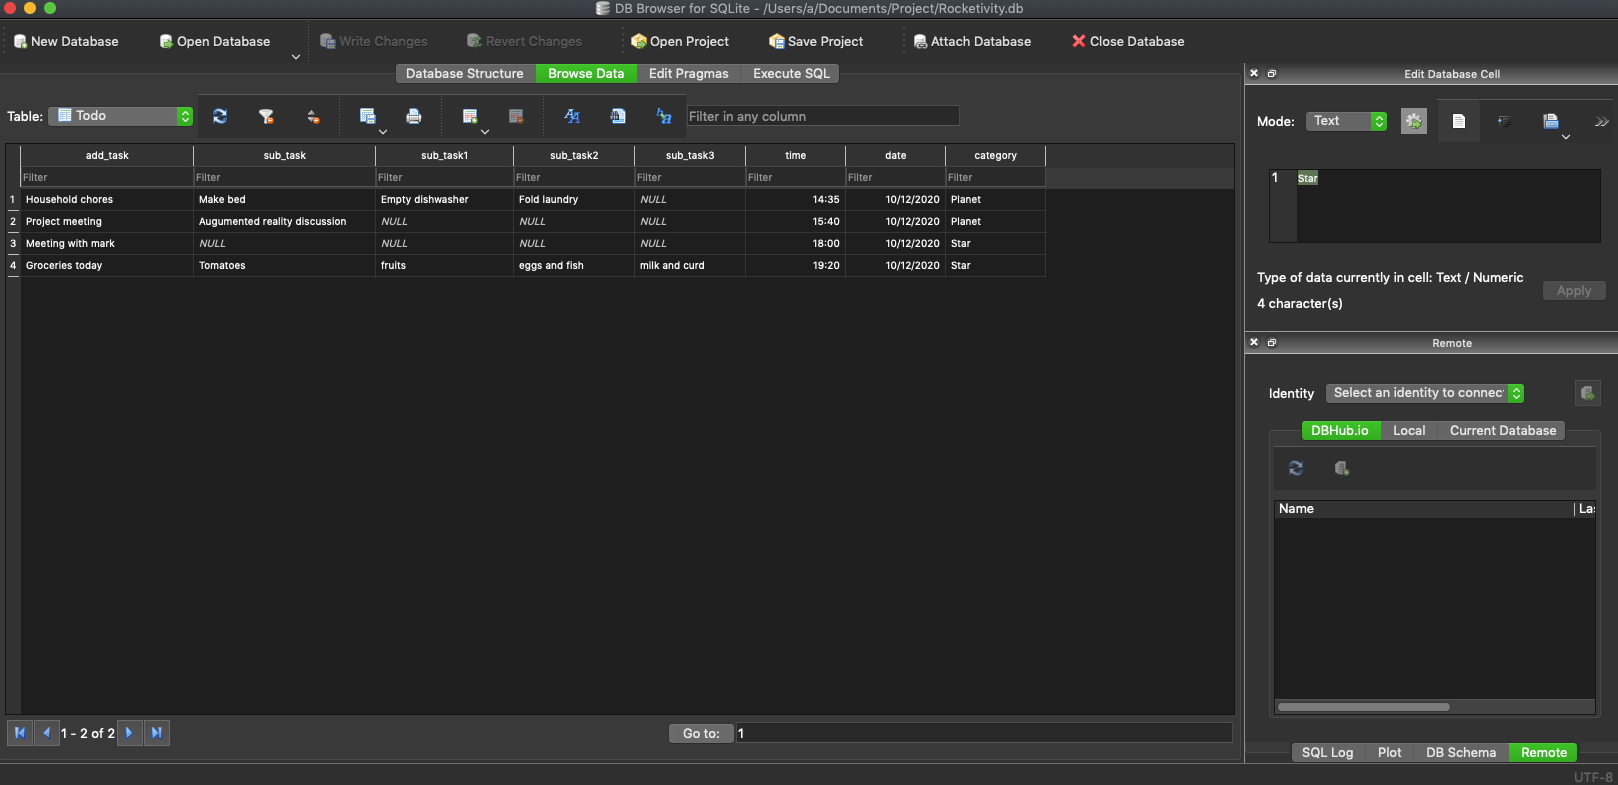 DB Browser for SQLite - /Users/a/Documents/Project/Rocketivity.db
New Database Open Database Write Changes Revert Changes Open Project Save Project Attach Database Close Database
Database Structure Browse Data Edit Pragmas Execute SQL
Table: Todo Filter in any column
add_task sub_task sub_task1 sub_task2 sub_task3 time date category
Filter Filter Filter Filter Filter Filter Filter Filter
1 Household chores Make bed Empty dishwasher Fold laundry NULL 14:35 10/12/2020 Planet
2 Project meeting Augumented reality discussion NULL NULL NULL 15:40 10/12/2020 Planet
3 Meeting with mark NULL NULL NULL NULL 18:00 10/12/2020 Star
4 Groceries today Tomatoes fruits eggs and fish milk and curd 19:20 10/12/2020 Star
1 - 2 of 2 Go to: 1
Edit Database Cell
Mode: Text
1 Star
Type of data currently in cell: Text / Numeric
4 character(s)
Apply
Remote
Identity Select an identity to connec
DBHub.io Local Current Database
Name Las
SQL Log Plot DB Schema Remote
UTF-8